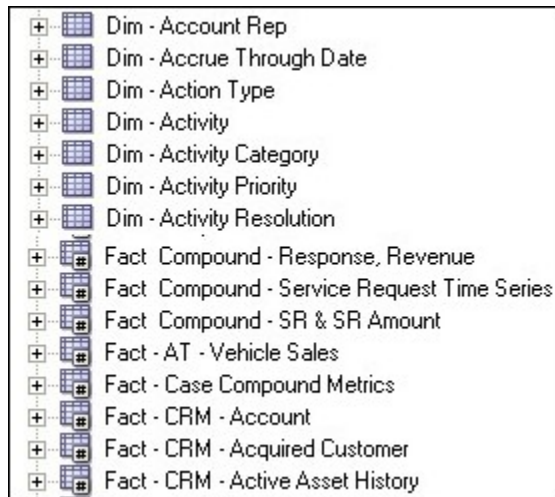 Dim - Account Rep
Dim - Accrue Through Date
Dim - Action Type
Dim - Activity
Dim - Activity Category
Dim - Activity Priority
Dim - Activity Resolution
Fact Compound - Response, Revenue
Fact Compound - Service Request Time Series
Fact Compound - SR & SR Amount
Fact - AT - Vehicle Sales
Fact - Case Compound Metrics
Fact - CRM - Account
Fact - CRM - Acquired Customer
Fact - CRM - Active Asset History